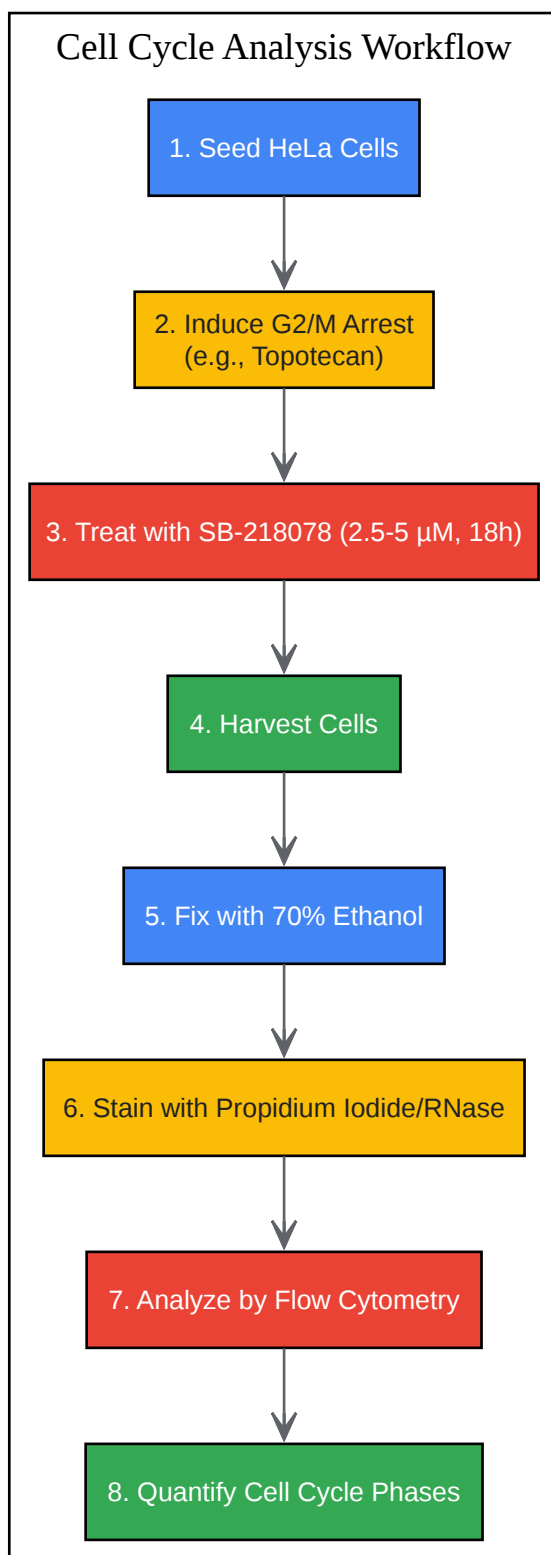 Cell Cycle Analysis Workflow
1. Seed HeLa Cells
2. Induce G2/M Arrest
(e.g., Topotecan)
3. Treat with SB-218078 (2.5-5 µM, 18h)
4. Harvest Cells
5. Fix with 70% Ethanol
6. Stain with Propidium Iodide/RNase
7. Analyze by Flow Cytometry
8. Quantify Cell Cycle Phases